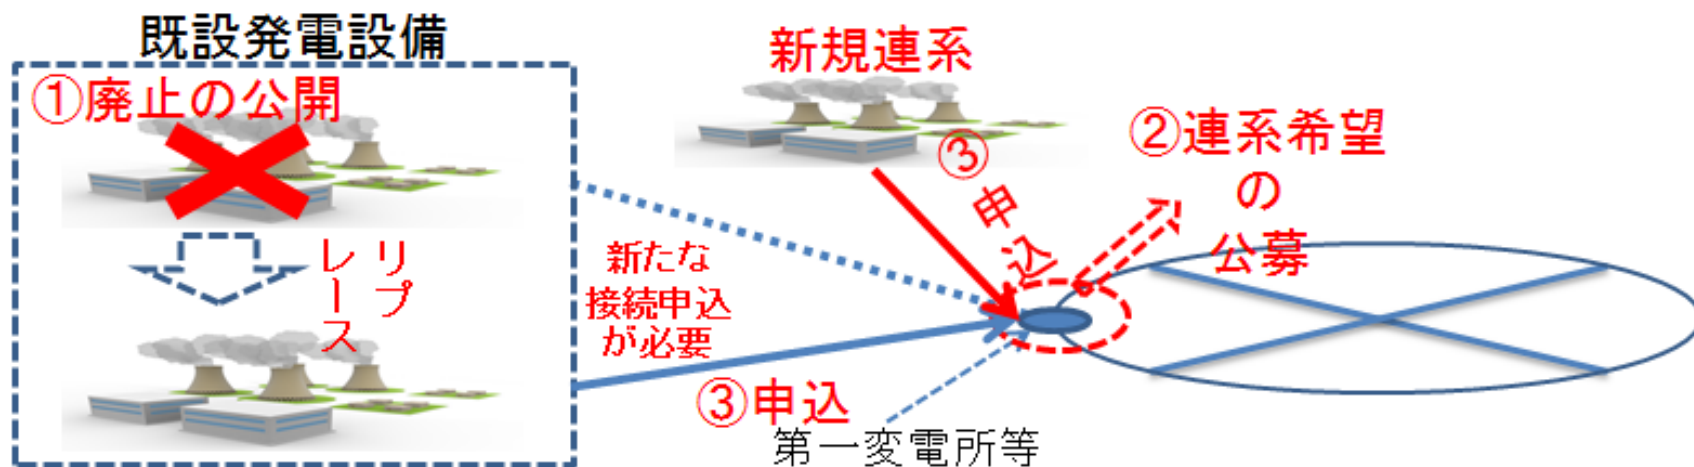 既設発電設備
①廃止の公開
リプ
レース
新たな
接続申込
が必要
③申込
新規連系
③
申
込
②連系希望
の
公募
第一変電所等